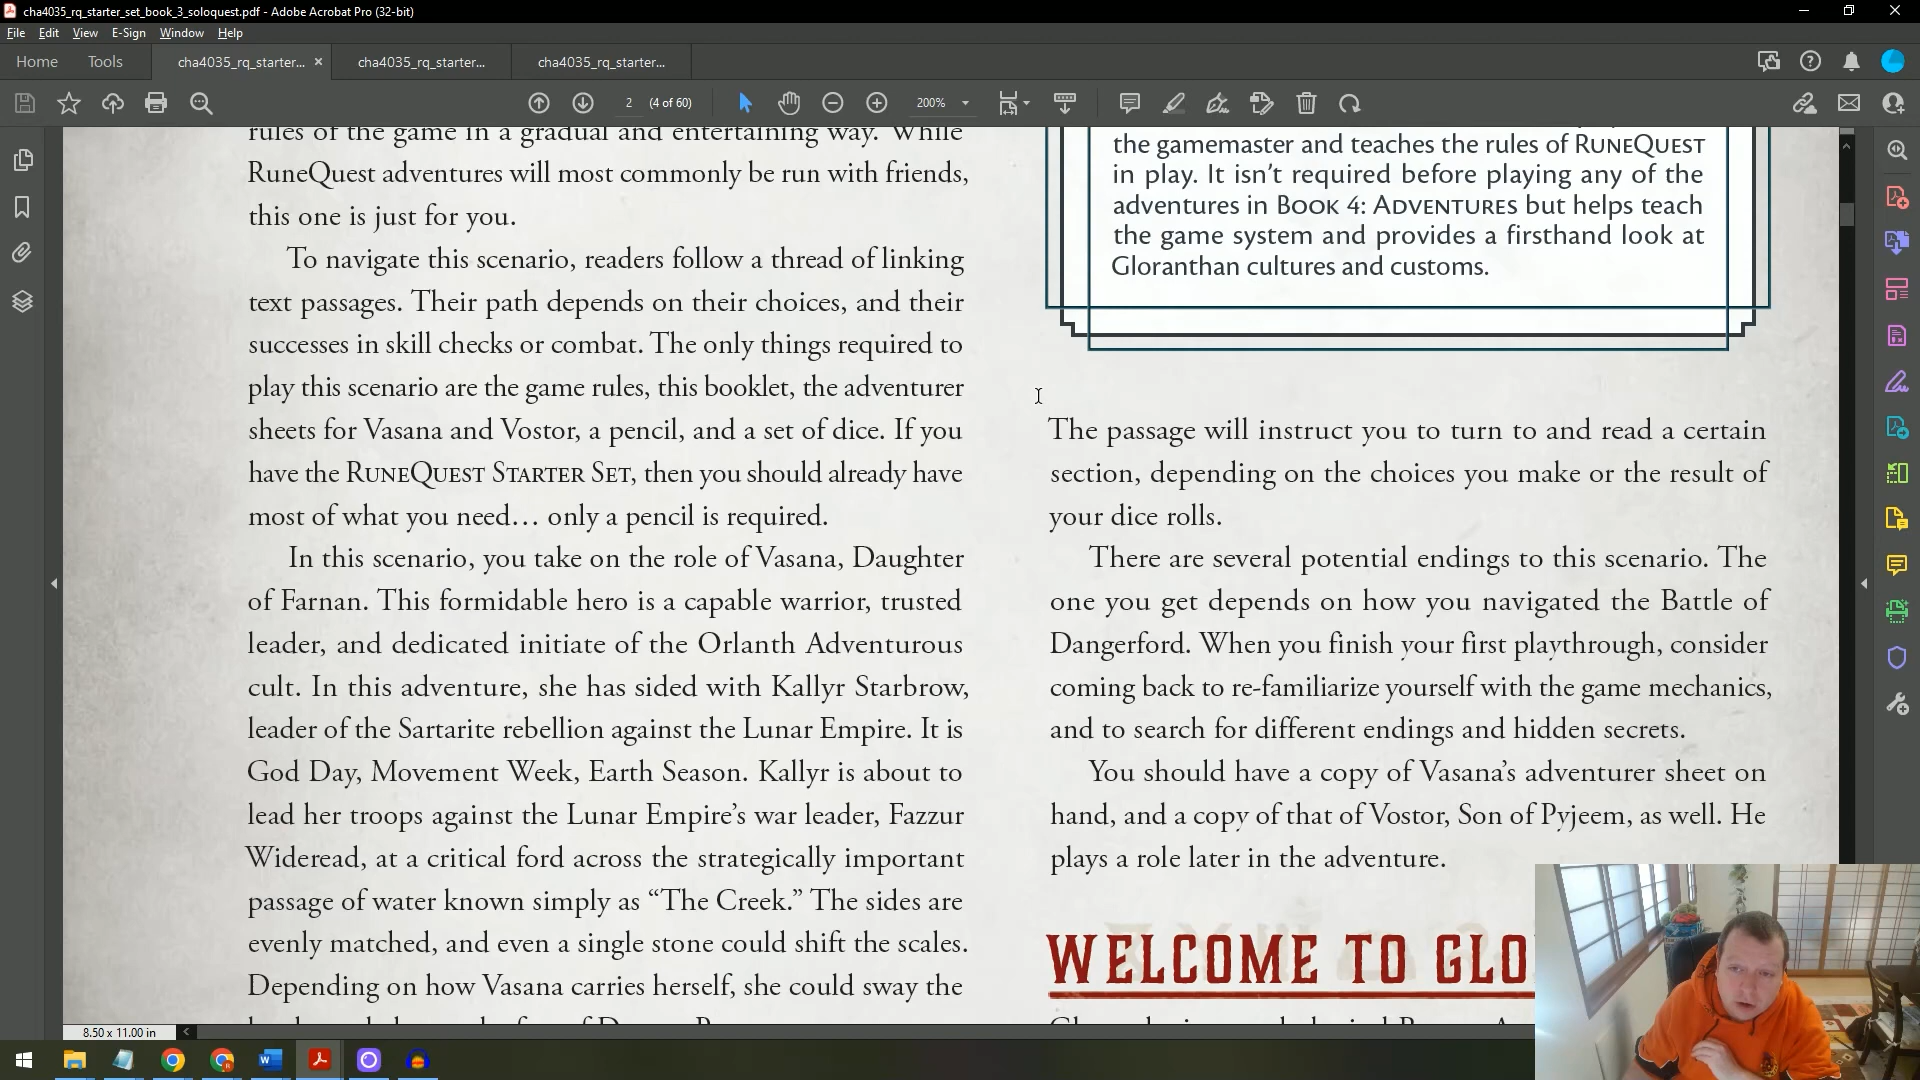 cha4035_rq_starter_set_book_3_soloquest.pdf - Adobe Acrobat Pro (32-bit)
File Edit View E-Sign Window Help
Home Tools cha4035_rq_starter... × cha4035_rq_starter... cha4035_rq_starter...
2 (4 of 60) 200%
rules of the game in a gradual and entertaining way. While
RuneQuest adventures will most commonly be run with friends,
this one is just for you.
To navigate this scenario, readers follow a thread of linking
text passages. Their path depends on their choices, and their
successes in skill checks or combat. The only things required to
play this scenario are the game rules, this booklet, the adventurer
sheets for Vasana and Vostor, a pencil, and a set of dice. If you
have the RUNEQUEST STARTER SET, then you should already have
most of what you need… only a pencil is required.
In this scenario, you take on the role of Vasana, Daughter
of Farnan. This formidable hero is a capable warrior, trusted
leader, and dedicated initiate of the Orlanth Adventurous
cult. In this adventure, she has sided with Kallyr Starbrow,
leader of the Sartarite rebellion against the Lunar Empire. It is
God Day, Movement Week, Earth Season. Kallyr is about to
lead her troops against the Lunar Empire’s war leader, Fazzur
Wideread, at a critical ford across the strategically important
passage of water known simply as “The Creek.” The sides are
evenly matched, and even a single stone could shift the scales.
Depending on how Vasana carries herself, she could sway the
the gamemaster and teaches the rules of RUNEQUEST
in play. It isn’t required before playing any of the
adventures in BOOK 4: ADVENTURES but helps teach
the game system and provides a firsthand look at
Gloranthan cultures and customs.
The passage will instruct you to turn to and read a certain
section, depending on the choices you make or the result of
your dice rolls.
There are several potential endings to this scenario. The
one you get depends on how you navigated the Battle of
Dangerford. When you finish your first playthrough, consider
coming back to re-familiarize yourself with the game mechanics,
and to search for different endings and hidden secrets.
You should have a copy of Vasana’s adventurer sheet on
hand, and a copy of that of Vostor, Son of Pyjeem, as well. He
plays a role later in the adventure.
WELCOME TO GLO
8.50 x 11.00 in